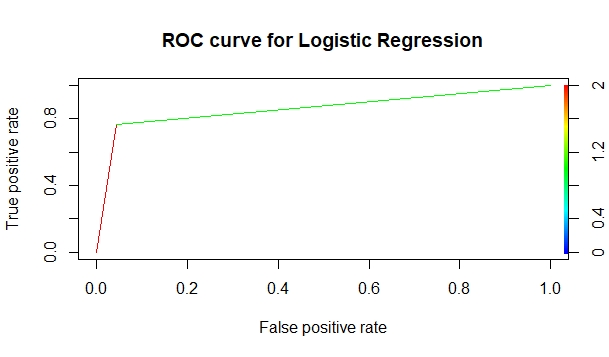 ROC curve for Logistic Regression
True positive rate
0.0 0.4 0.8
0 0.4 1.2 2
0.0 0.2 0.4 0.6 0.8 1.0
False positive rate